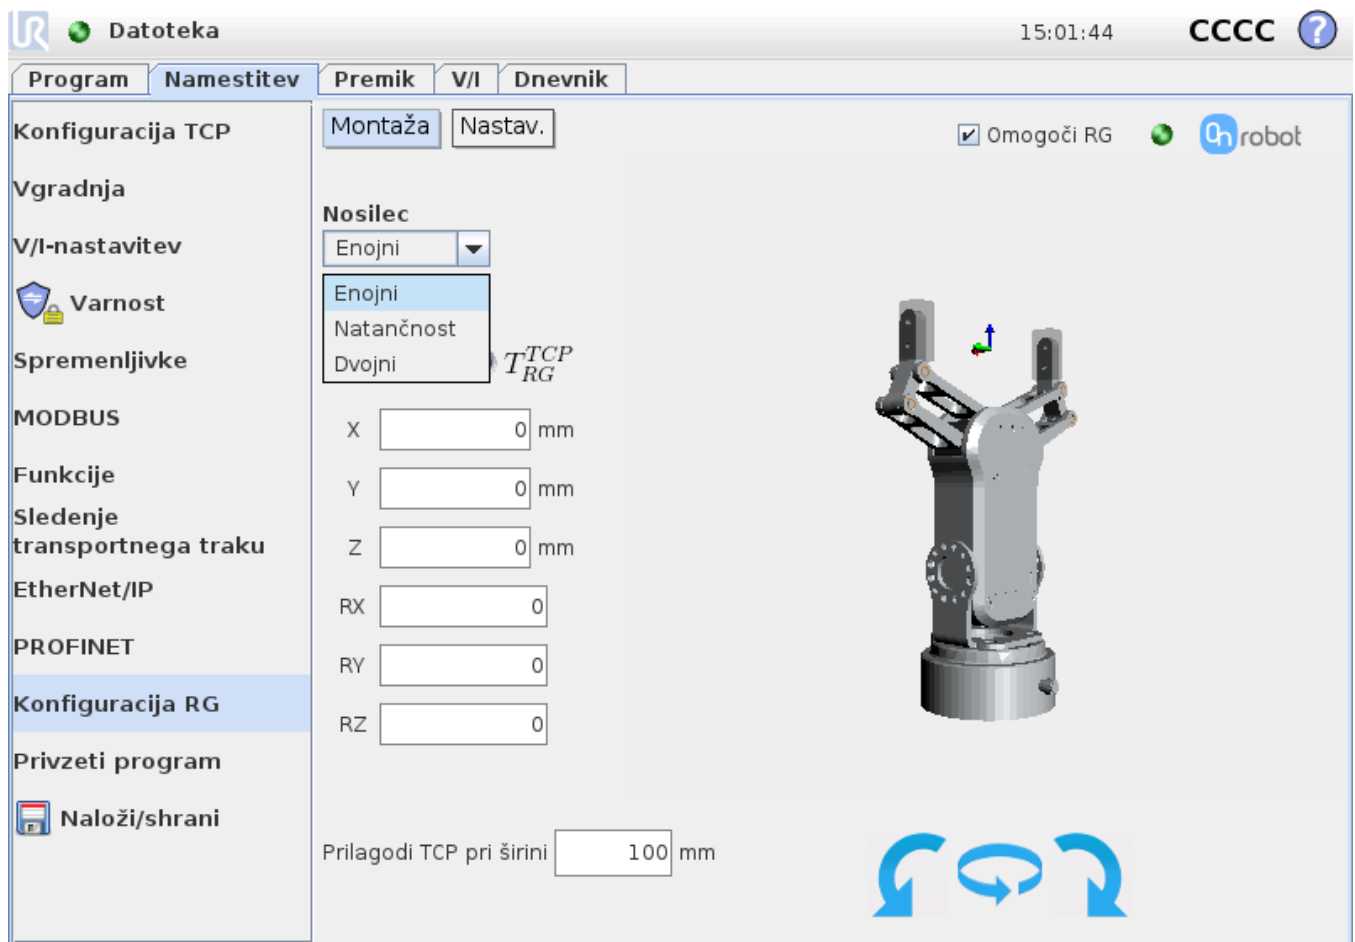 UR Datoteka 15:01:44 CCCC ?
Program Namestitev Premik V/I Dnevnik
Konfiguracija TCP
Vgradnja
V/I-nastavitev
Varnost
Spremenljivke
MODBUS
Funkcije
Sledenje
transportnega traku
EtherNet/IP
PROFINET
Konfiguracija RG
Privzeti program
Naloži/shrani
Montaža Nastav.
Omogoči RG On robot
Nosilec
Enojni
Enojni
Natančnost
Dvojni
T TCP RG
X 0 mm
Y 0 mm
Z 0 mm
RX 0
RY 0
RZ 0
Prilagodi TCP pri širini 100 mm